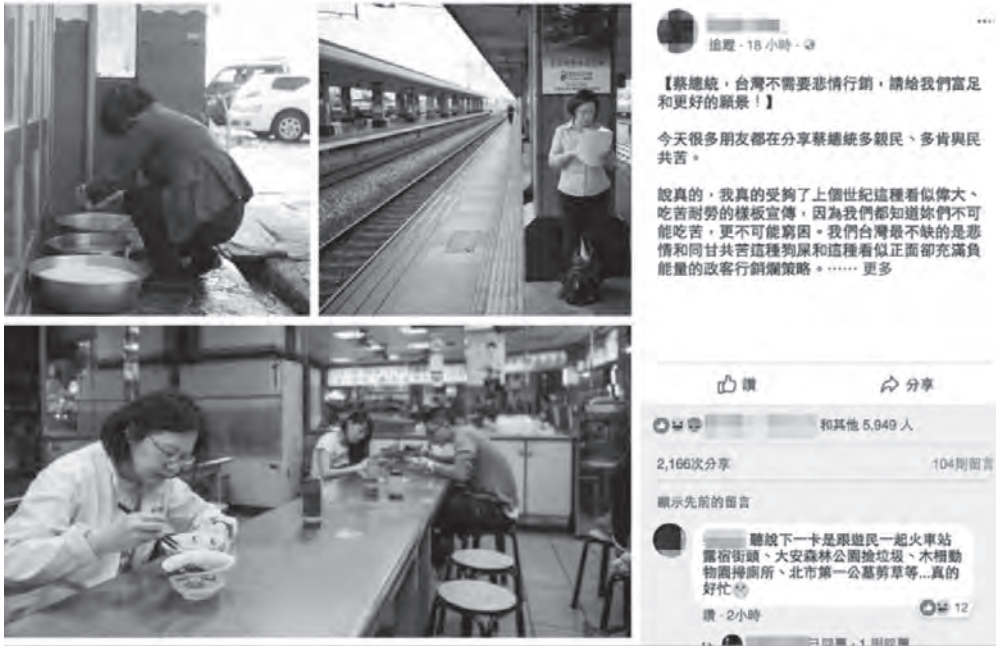 追蹤・18 小時・
【蔡總統，台灣不需要悲情行銷，請給我們富足
和更好的願景！】
今天很多朋友都在分享蔡總統多親民、多肯與民
共苦。
說真的，我真的受夠了上個世紀這種看似偉大、
吃苦耐勞的樣板宣傳，因為我們都知道妳們不可
能吃苦，更不可能窮困。我們台灣最不缺的是悲
情和同甘共苦這種狗屎和這種看似正面卻充滿負
能量的政客行銷爛策略。⋯⋯ 更多
讚
分享
和其他 5,949 人
2,166次分享
104則留言
顯示先前的留言
聽說下一卡是跟遊民一起火車站
露宿街頭、大安森林公園撿垃圾、木柵動
物園掃廁所、北市第一公墓剪草等...真的
好忙
讚・2小時
12
已回覆・1 則回覆